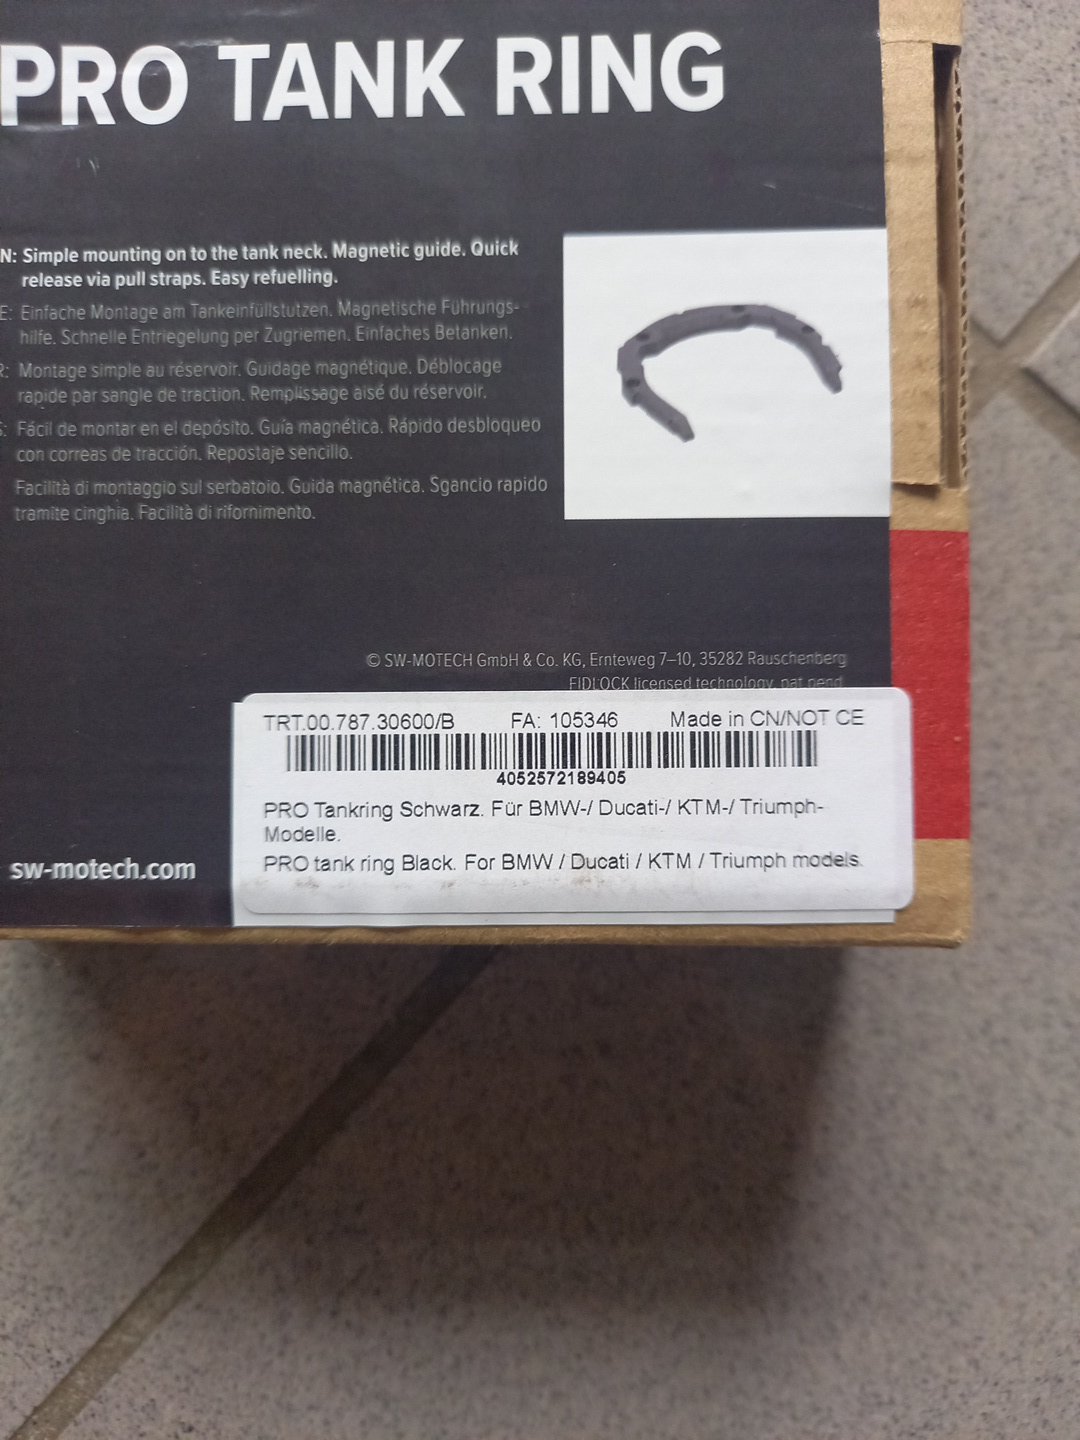 PRO TANK RING
N: Simple mounting on to the tank neck. Magnetic guide. Quick
release via pull straps. Easy refuelling.
E: Einfache Montage am Tankeinfüllstutzen. Magnetische Führungs-
hilfe. Schnelle Entriegelung per Zugriemen. Einfaches Betanken.
R: Montage simple au réservoir. Guidage magnétique. Déblocage
rapide par sangle de traction. Remplissage aisé du réservoir.
S: Fácil de montar en el depósito. Guía magnética. Rápido desbloqueo
con correas de tracción. Repostaje sencillo.
Facilità di montaggio sul serbatoio. Guida magnética. Sgancio rapido
tramite cinghia. Facilità di rifornimento.
© SW-MOTECH GmbH & Co. KG, Ernteweg 7–10, 35282 Rauschenberg
FIDLOCK licensed technology, pat pend.
TRT.00.787.30600/B FA: 105346 Made in CN/NOT CE
4052572189405
PRO Tankring Schwarz. Für BMW-/ Ducati-/ KTM-/ Triumph-
Modelle.
PRO tank ring Black. For BMW / Ducati / KTM / Triumph models.
sw-motech.com